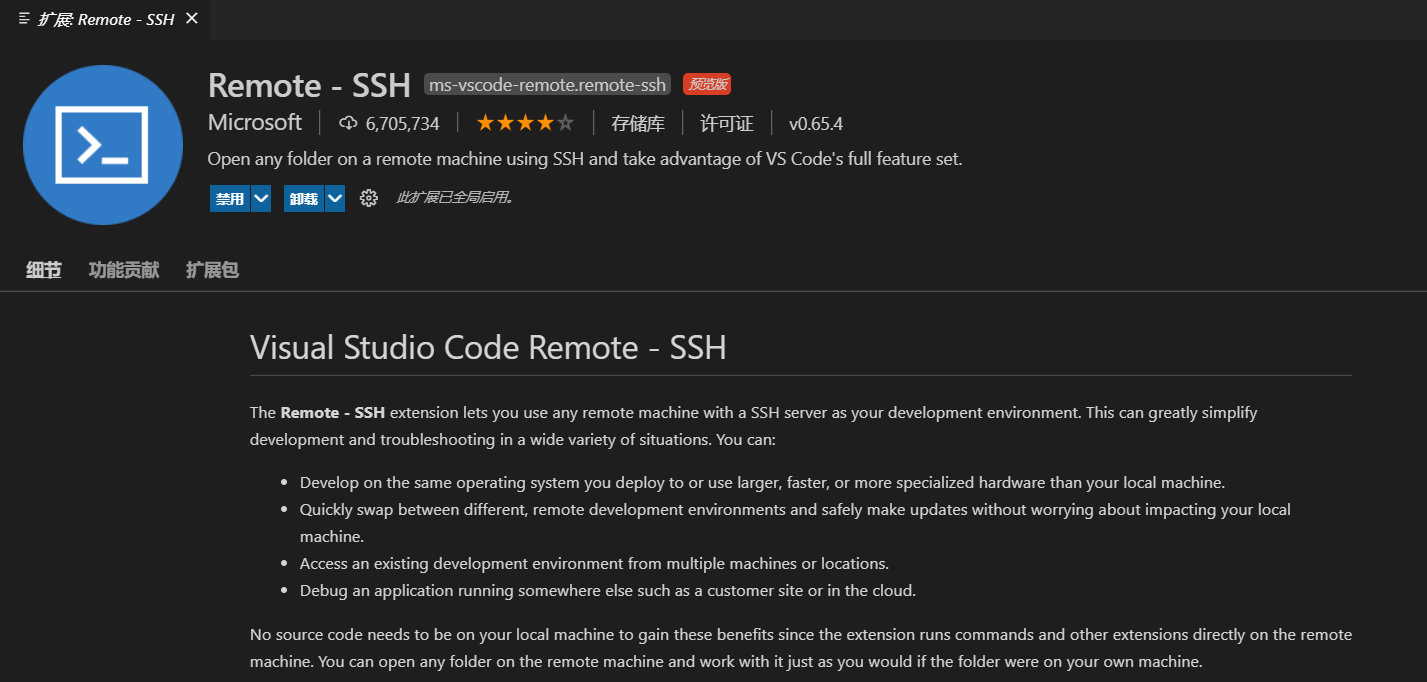 扩展: Remote - SSH
Remote - SSH ms-vscode-remote.remote-ssh 预览版
Microsoft 6,705,734 存储库 许可证 v0.65.4
Open any folder on a remote machine using SSH and take advantage of VS Code's full feature set.
禁用 卸载 此扩展已全局启用。
细节 功能贡献 扩展包
Visual Studio Code Remote - SSH
The Remote - SSH extension lets you use any remote machine with a SSH server as your development environment. This can greatly simplify
development and troubleshooting in a wide variety of situations. You can:
• Develop on the same operating system you deploy to or use larger, faster, or more specialized hardware than your local machine.
• Quickly swap between different, remote development environments and safely make updates without worrying about impacting your local
machine.
• Access an existing development environment from multiple machines or locations.
• Debug an application running somewhere else such as a customer site or in the cloud.
No source code needs to be on your local machine to gain these benefits since the extension runs commands and other extensions directly on the remote
machine. You can open any folder on the remote machine and work with it just as you would if the folder were on your own machine.